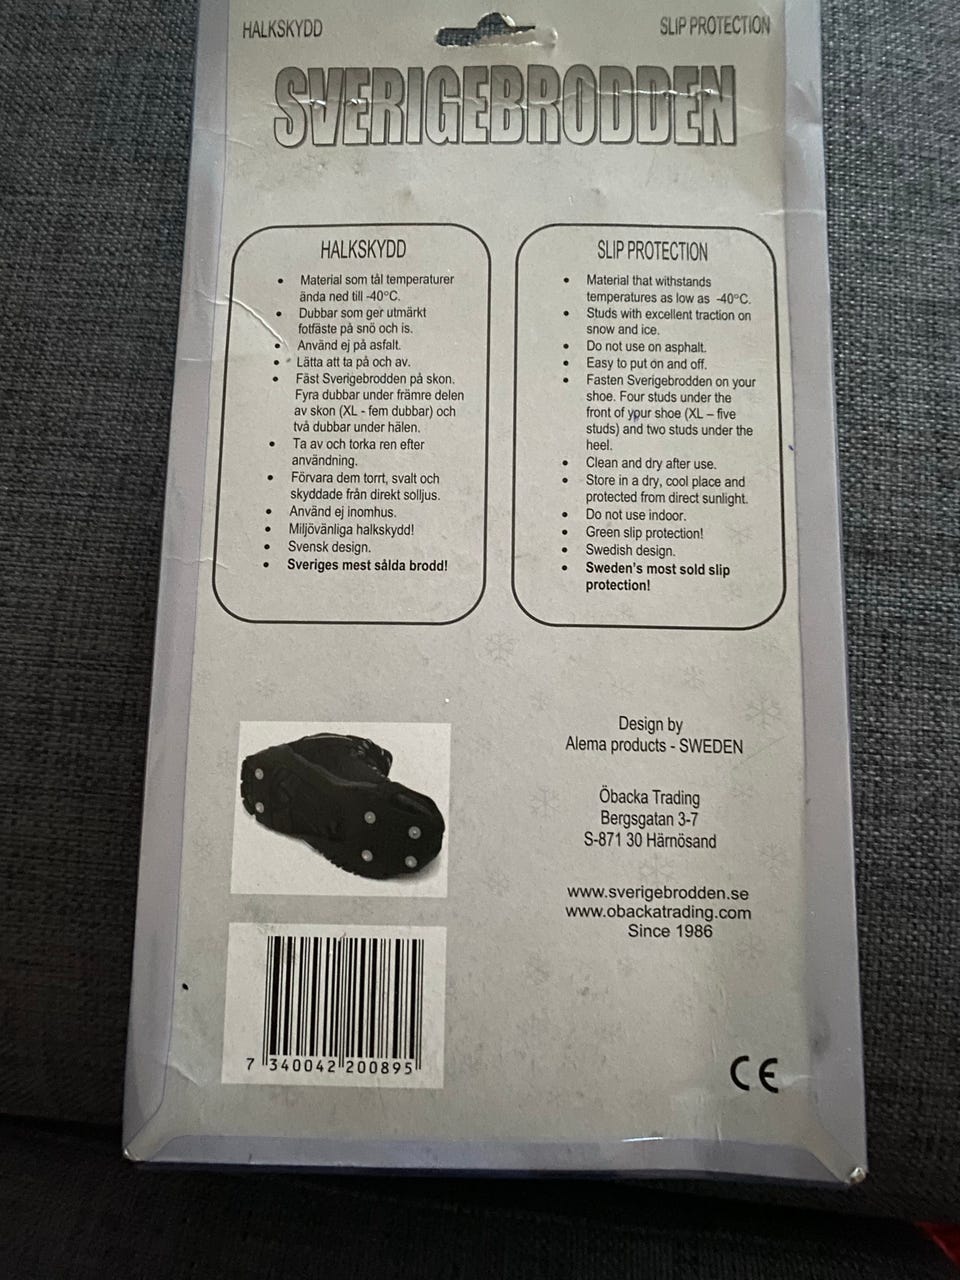 HALKSKYDD
SLIP PROTECTION
SVERIGEBRODDEN
HALKSKYDD
• Material som tål temperaturer
ända ned till -40°C.
• Dubbar som ger utmärkt
fotfäste på snö och is.
• Använd ej på asfalt.
• Lätta att ta på och av.
• Fäst Sverigebrodden på skon.
Fyra dubbar under främre delen
av skon (XL - fem dubbar) och
två dubbar under hälen.
• Ta av och torka ren efter
användning.
• Förvara dem torrt, svalt och
skyddade från direkt solljus.
• Använd ej inomhus.
• Miljövänliga halkskydd!
• Svensk design.
• Sveriges mest sålda brodd!
SLIP PROTECTION
• Material that withstands
temperatures as low as -40°C.
• Studs with excellent traction on
snow and ice.
• Do not use on asphalt.
• Easy to put on and off.
• Fasten Sverigebrodden on your
shoe. Four studs under the
front of your shoe (XL – five
studs) and two studs under the
heel.
• Clean and dry after use.
• Store in a dry, cool place and
protected from direct sunlight.
• Do not use indoor.
• Green slip protection!
• Swedish design.
• Sweden's most sold slip
protection!
Design by
Alema products - SWEDEN
Öbacka Trading
Bergsgatan 3-7
S-871 30 Härnösand
www.sverigebrodden.se
www.obackatrading.com
Since 1986
7 340042 200895
CE